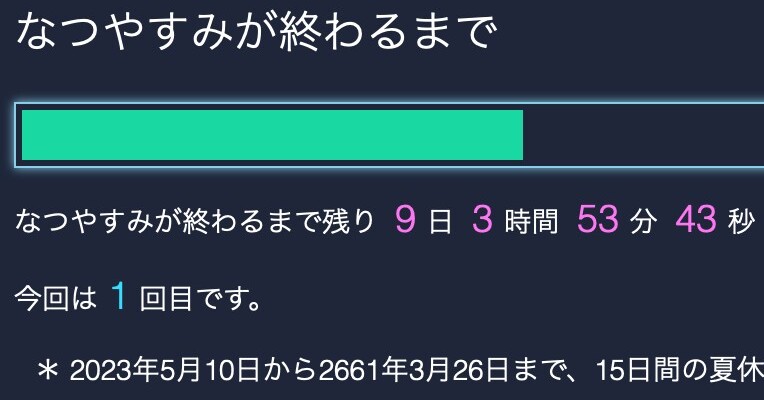 なつやすみが終わるまで
なつやすみが終わるまで残り 9 日 3 時間 53 分 43 秒
今回は 1 回目です。
＊ 2023年5月10日から2661年3月26日まで、15日間の夏休